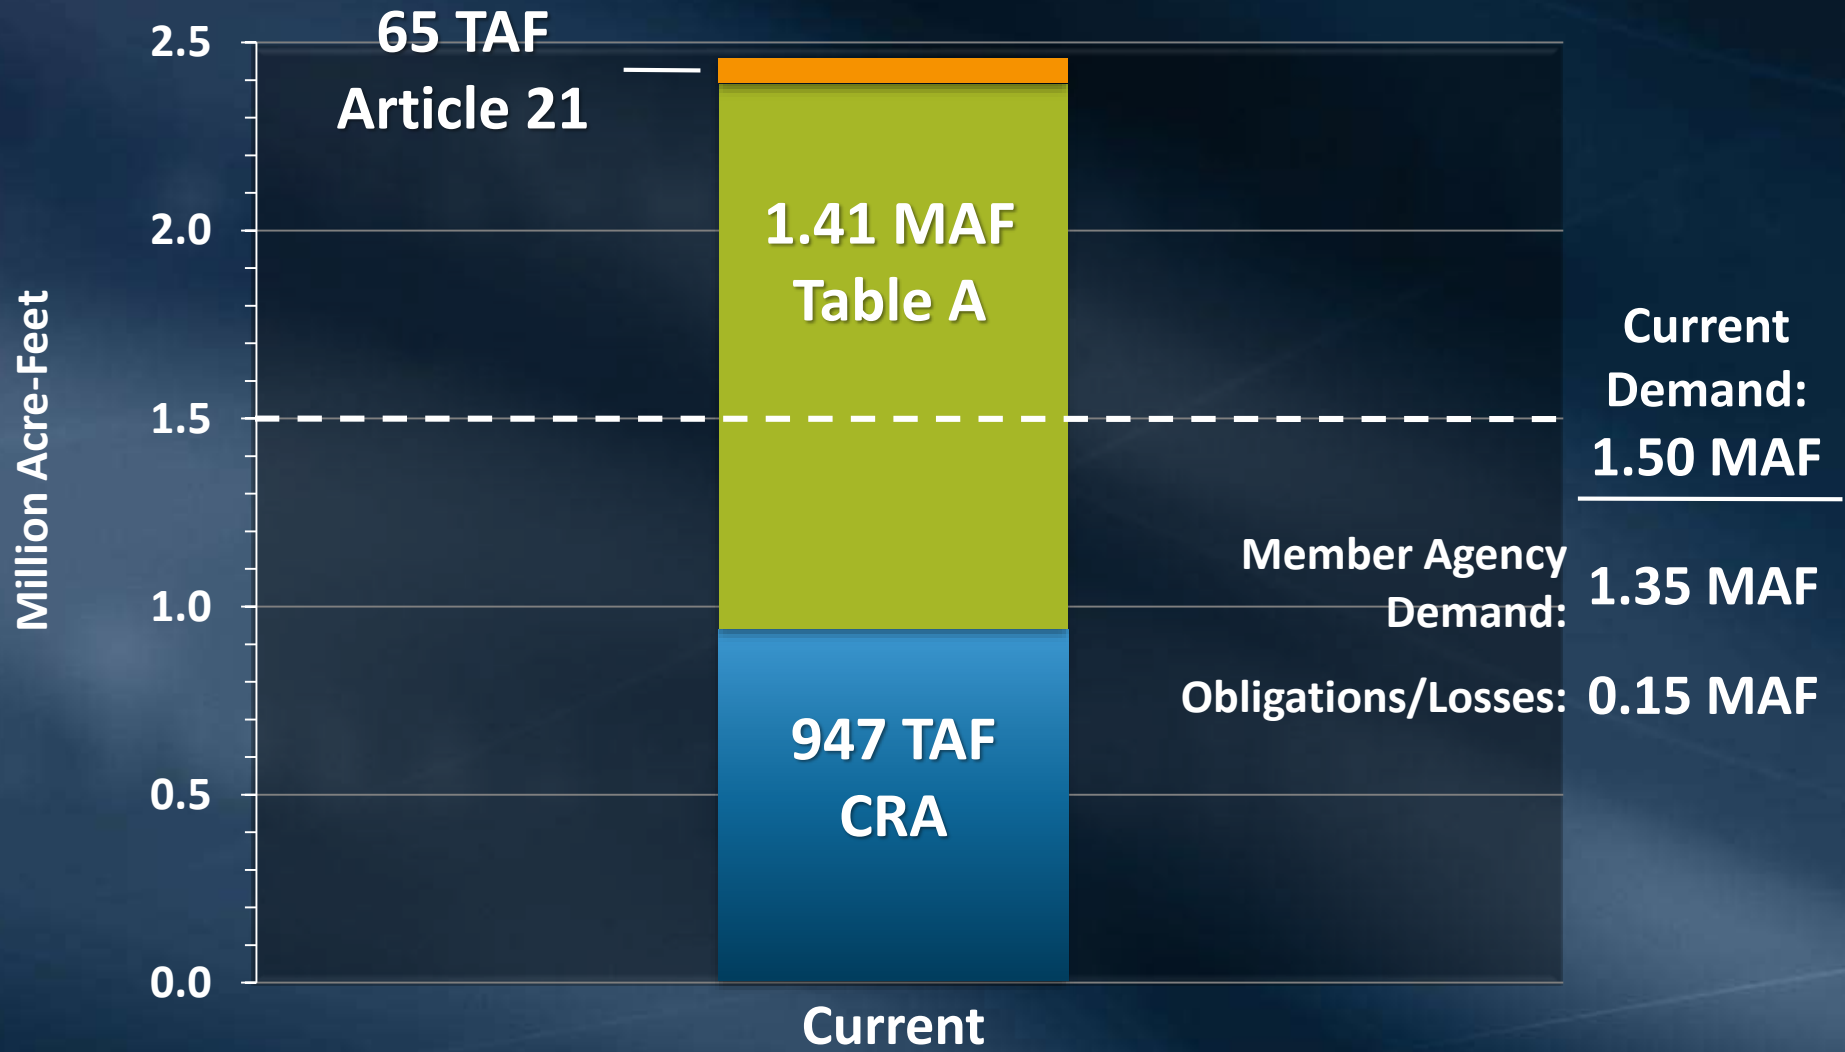 65 TAF
Article 21
2.5
2.0
1.5
1.0
0.5
0.0
Million Acre-Feet
1.41 MAF
Table A
947 TAF
CRA
Current
Current
Demand:
1.50 MAF
Member Agency
Demand:
1.35 MAF
Obligations/Losses: 0.15 MAF